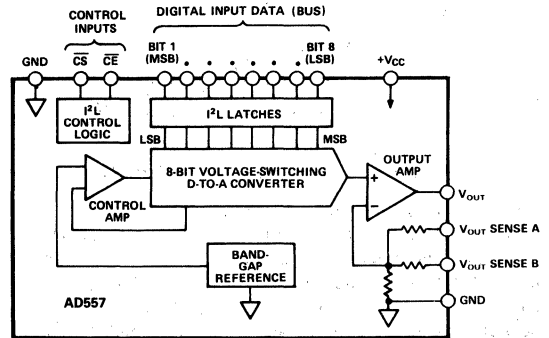 CONTROL
INPUTS
DIGITAL INPUT DATA (BUS)
GND
CS
CE
BIT 1
(MSB)
BIT 8
(LSB)
+VCC
I²L
CONTROL
LOGIC
I²L LATCHES
LSB
MSB
8-BIT VOLTAGE-SWITCHING
D-TO-A CONVERTER
OUTPUT
AMP
+
−
CONTROL
AMP
VOUT
VOUT SENSE A
BAND-
GAP
REFERENCE
VOUT SENSE B
GND
AD557